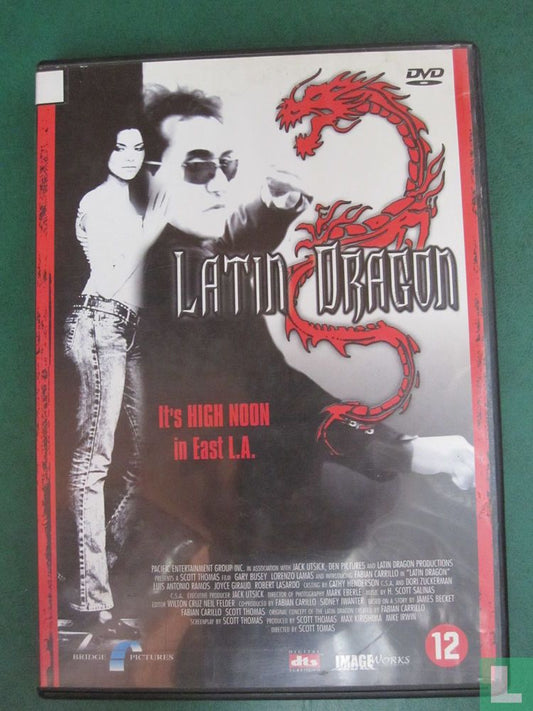 DVD
LATIN DRAGON
It's HIGH NOON
in East L.A.
PACIFIC ENTERTAINMENT GROUP INC. IN ASSOCIATION WITH JACK UTSICK, DEN PICTURES AND LATIN DRAGON PRODUCTIONS
PRESENTS A SCOTT THOMAS FILM GARY BUSEY LORENZO LAMAS AND INTRODUCING FABIAN CARRILLO IN "LATIN DRAGON"
LUIS ANTONIO RAMOS JOYCE GIRAUD ROBERT LASARDO CASTING BY CATHY HENDERSON C.S.A. AND DORI ZUCKERMAN
C.S.A. EXECUTIVE PRODUCER JACK UTSICK DIRECTOR OF PHOTOGRAPHY MARK EBERLE MUSIC BY H. SCOTT SALINAS
EDITOR WILTON CRUZ NEIL FELDER CO-PRODUCED BY FABIAN CARRILLO SIDNEY IWANTER BASED ON A STORY BY JAMES BECKET
FABIAN CARILLO SCOTT THOMAS ORIGINAL CONCEPT OF THE LATIN DRAGON CREATED BY FABIAN CARRILLO
SCREENPLAY BY SCOTT THOMAS PRODUCED BY SCOTT THOMAS MAX KIRISHIMA MIKE IRWIN
DIRECTED BY SCOTT TOMAS
BRIDGE PICTURES
DIGITAL
dts
SURROUND
IMAGEWORKS
12
L